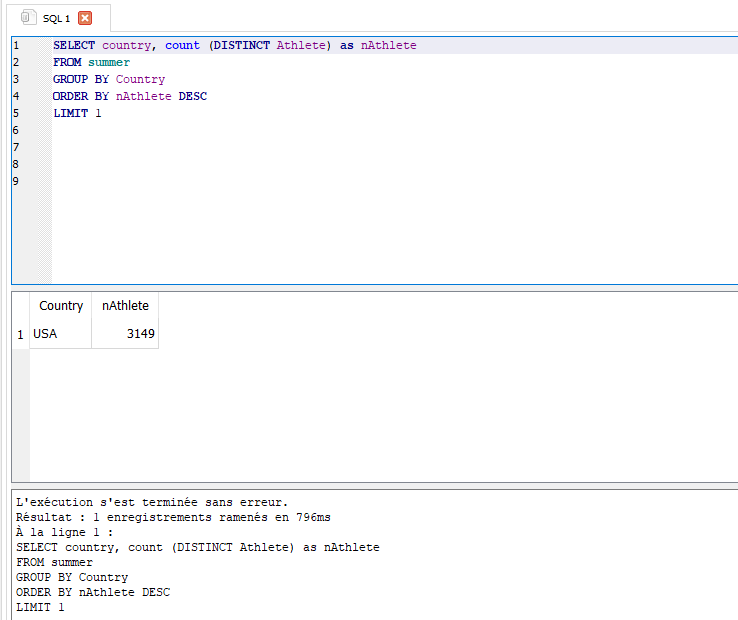 SQL 1
1 SELECT country, count (DISTINCT Athlete) as nAthlete
2 FROM summer
3 GROUP BY Country
4 ORDER BY nAthlete DESC
5 LIMIT 1
6
7
8
9
Country nAthlete
1 USA 3149
L'exécution s'est terminée sans erreur.
Résultat : 1 enregistrements ramenés en 796ms
À la ligne 1 :
SELECT country, count (DISTINCT Athlete) as nAthlete
FROM summer
GROUP BY Country
ORDER BY nAthlete DESC
LIMIT 1